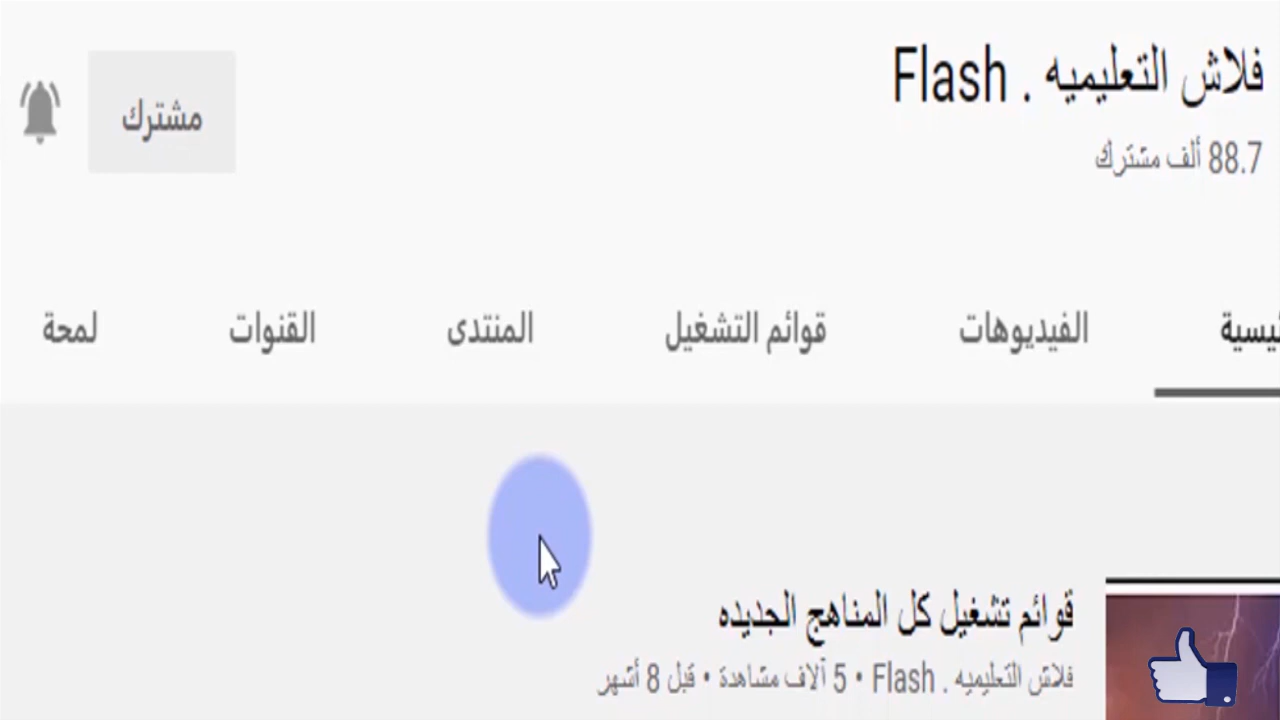 فلاش التعليميه . Flash
88.7 ألف مشترك
مشترك
الفيديوهات
قوائم التشغيل
المنتدى
القنوات
لمحة
قوائم تشغيل كل المناهج الجديده
فلاش التعليميه . Flash • 5 آلاف مشاهدة • قبل 8 أشهر